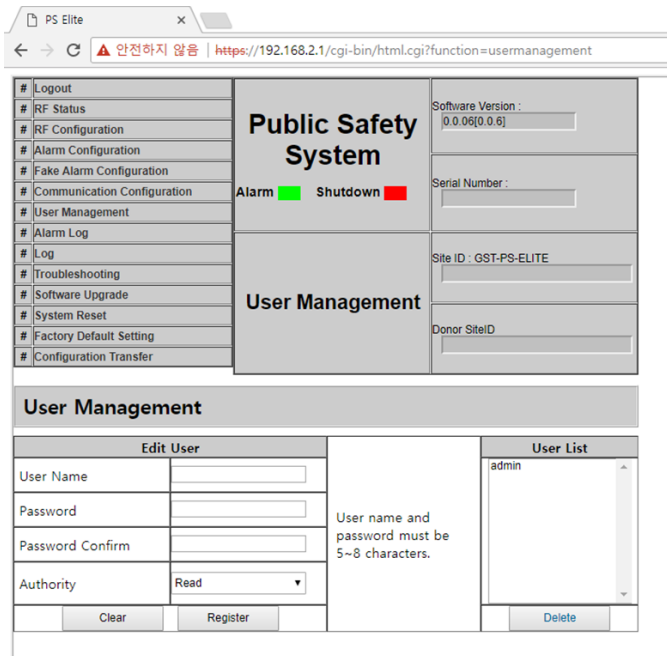 PS Elite
안전하지 않음 | https://192.168.2.1/cgi-bin/html.cgi?function=usermanagement
# Logout
# RF Status
# RF Configuration
# Alarm Configuration
# Fake Alarm Configuration
# Communication Configuration
# User Management
# Alarm Log
# Log
# Troubleshooting
# Software Upgrade
# System Reset
# Factory Default Setting
# Configuration Transfer
Public Safety
System
Alarm Shutdown
User Management
Software Version :
0.0.06[0.0.6]
Serial Number :
Site ID : GST-PS-ELITE
Donor SiteID
User Management
Edit User
User Name
Password
Password Confirm
Authority Read
Clear Register
User name and
password must be
5~8 characters.
User List
admin
Delete